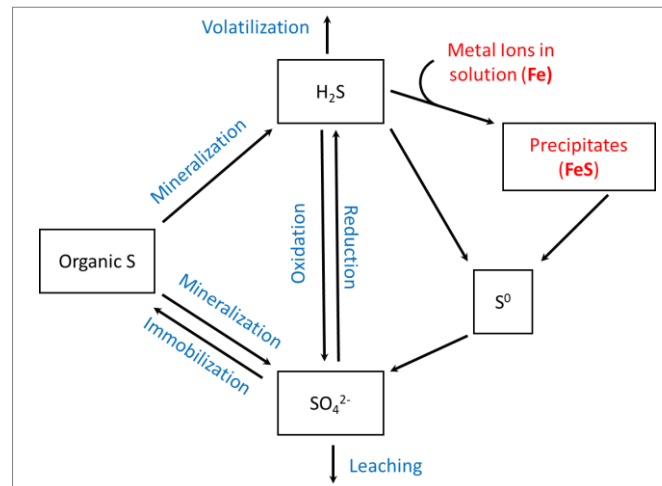 Volatilization
Metal Ions in
solution (Fe)
H₂S
Mineralization
Precipitates
(FeS)
Oxidation
Reduction
Organic S
Mineralization
Immobilization
S⁰
SO₄²⁻
Leaching